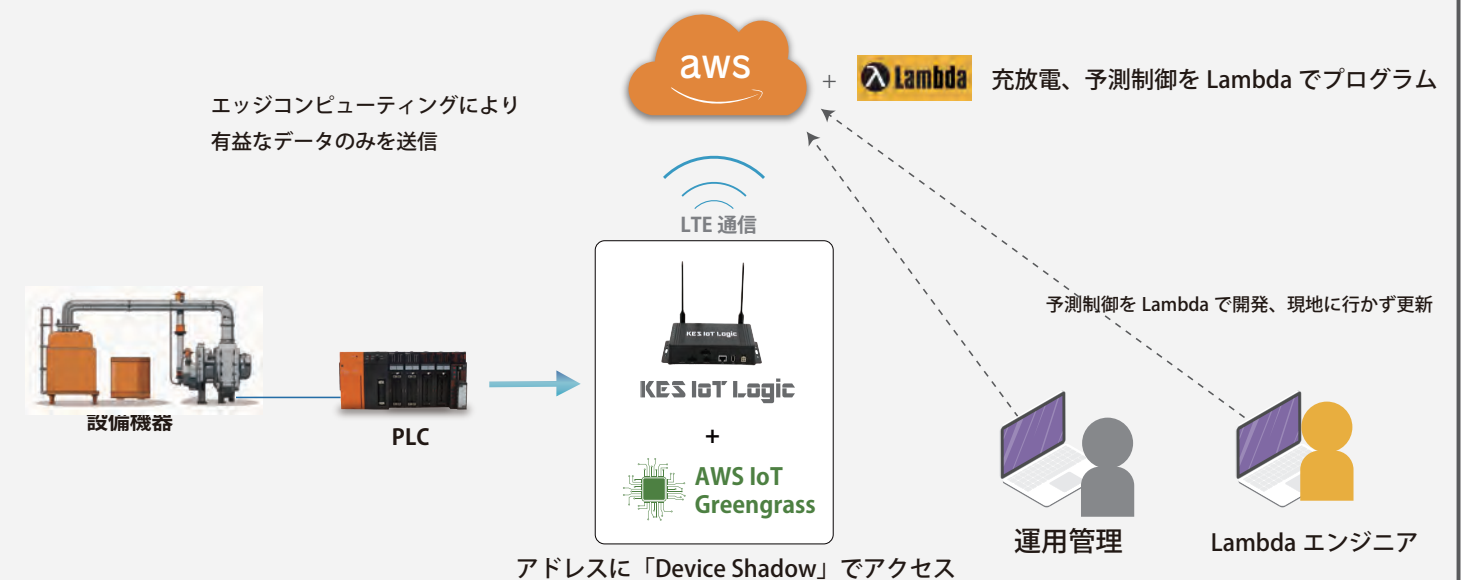 aws
+
λ Lambda
充放電、予測制御を Lambda でプログラム
エッジコンピューティングにより
有益なデータのみを送信
LTE 通信
KES IoT Logic
KES IoT Logic
+
AWS IoT
Greengrass
設備機器
PLC
予測制御を Lambda で開発、現地に行かず更新
運用管理
Lambda エンジニア
アドレスに「Device Shadow」でアクセス